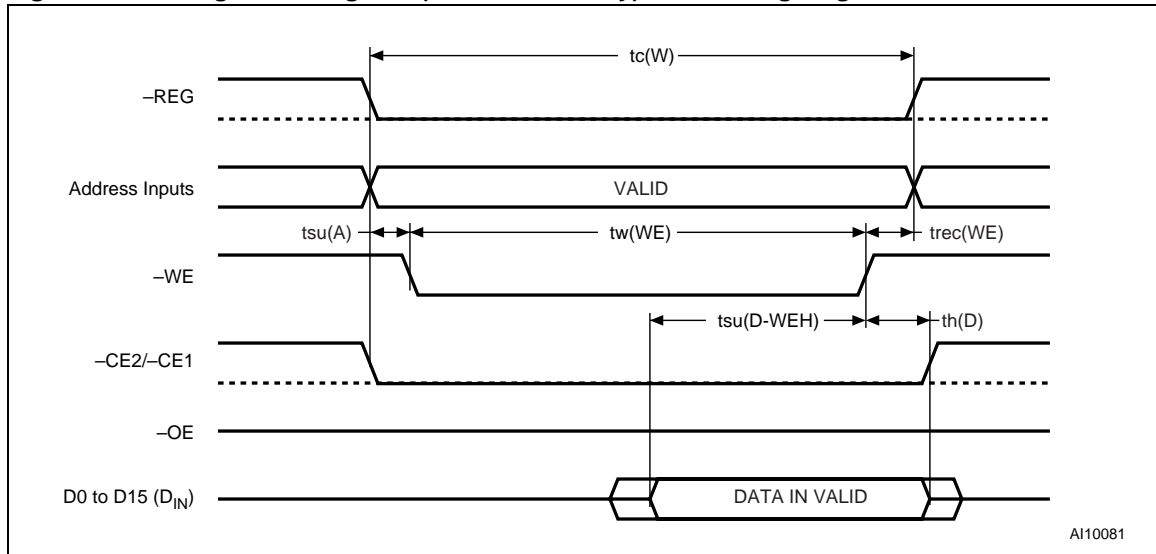 tc(W)
–REG
Address Inputs
VALID
tsu(A)
tw(WE)
trec(WE)
–WE
tsu(D-WEH)
th(D)
–CE2/–CE1
–OE
D0 to D15 (DIN)
DATA IN VALID
AI10081